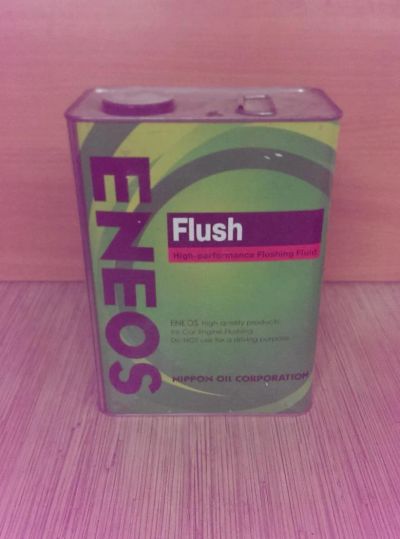 ENEOS
Flush
High-performance Flushing Fluid
ENEOS high quality products
for Car Engine Flushing
Do NOT use for a driving purpose
NIPPON OIL CORPORATION